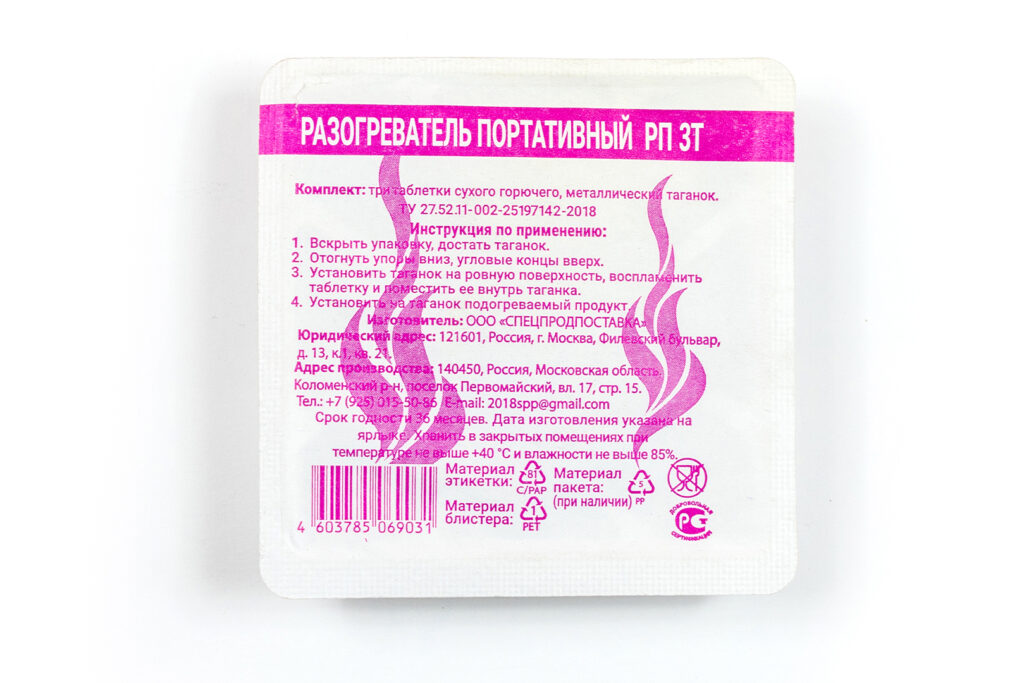 РАЗОГРЕВАТЕЛЬ ПОРТАТИВНЫЙ РП 3Т
Комплект: три таблетки сухого горючего, металлический таганок.
ТУ 27.52.11-002-25197142-2018
Инструкция по применению:
1. Вскрыть упаковку, достать таганок.
2. Отогнуть упоры вниз, угловые концы вверх.
3. Установить таганок на ровную поверхность, воспламенить
таблетку и поместить ее внутрь таганка.
4. Установить на таганок подогреваемый продукт.
Изготовитель: ООО «СПЕЦПРОДПОСТАВКА»
Юридический адрес: 121601, Россия, г. Москва, Филевский бульвар,
д. 13, к.1, кв. 21.
Адрес производства: 140450, Россия, Московская область,
Коломенский р-н, поселок Первомайский, вл. 17, стр. 15.
Тел.: +7 (925) 015-50-86 E-mail: 2018spp@gmail.com
Срок годности 36 месяцев. Дата изготовления указана на
ярлыке. Хранить в закрытых помещениях при
температуре не выше +40 °С и влажности не выше 85%.
Материал
этикетки:
81
C/PAP
Материал
блистера:
1
PET
Материал
пакета:
(при наличии)
5
PP
ДОБРОВОЛЬНАЯ
РСТ
СЕРТИФИКАЦИЯ
4 603785 069031